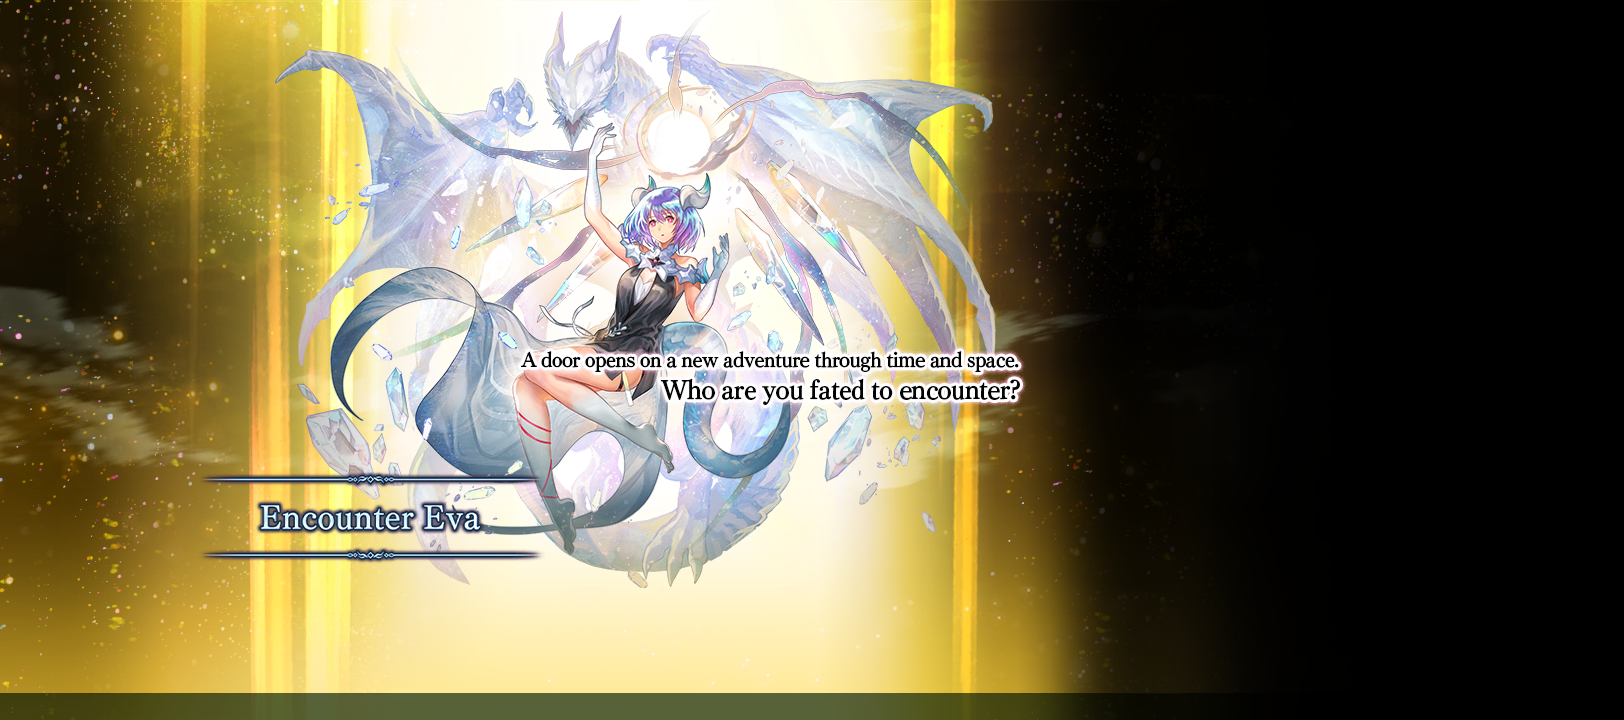 A door opens on a new adventure through time and space.
Who are you fated to encounter?
Encounter Eva